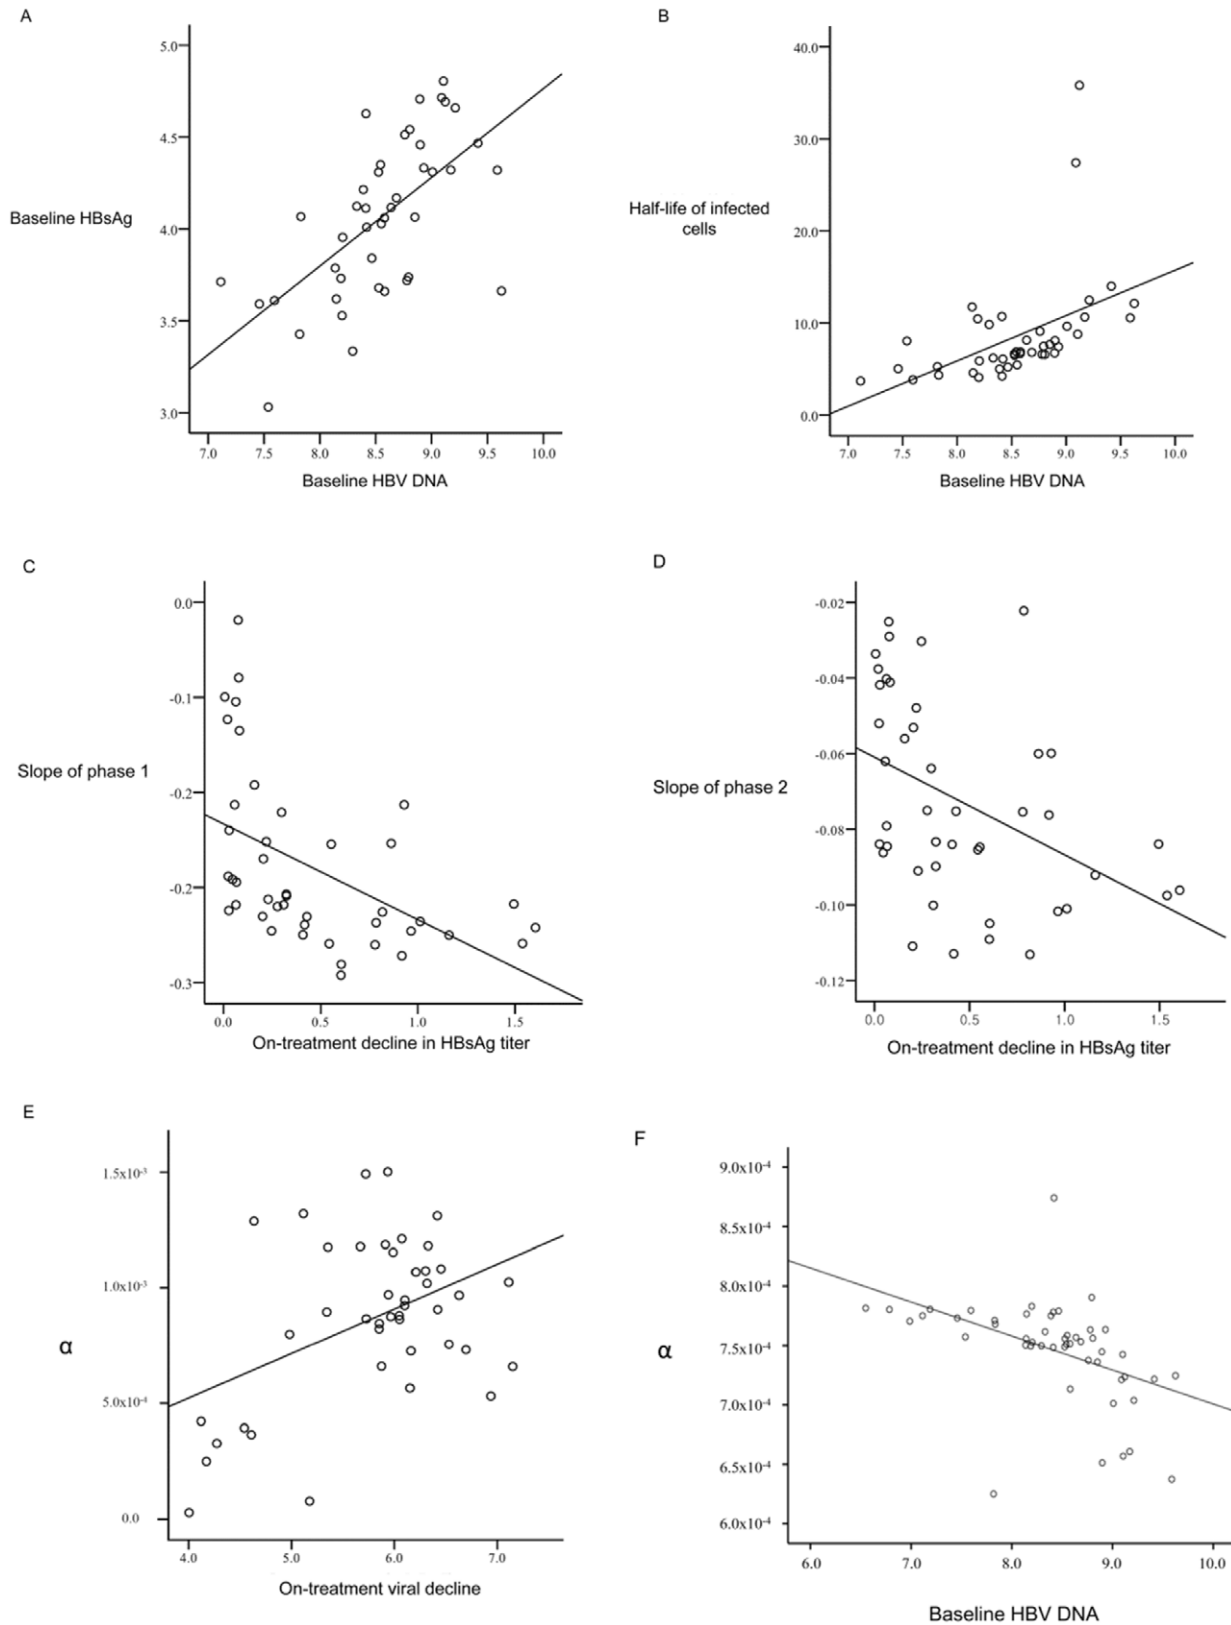 A
5.0
4.5
Baseline HBsAg
4.0
3.5
3.0
7.0 7.5 8.0 8.5 9.0 9.5 10.0
Baseline HBV DNA
B
40.0
30.0
Half-life of infected
cells
20.0
10.0
0.0
7.0 7.5 8.0 8.5 9.0 9.5 10.0
Baseline HBV DNA
C
0.0
-0.1
Slope of phase 1
-0.2
-0.2
-0.3
0.0 0.5 1.0 1.5
On-treatment decline in HBsAg titer
D
-0.02
-0.04
-0.06
Slope of phase 2
-0.08
-0.10
-0.12
0.0 0.5 1.0 1.5
On-treatment decline in HBsAg titer
E
1.5x10⁻³
1.0x10⁻³
α
5.0x10⁻⁴
0.0
4.0 5.0 6.0 7.0
On-treatment viral decline
F
9.0x10⁻⁴
8.5x10⁻⁴
8.0x10⁻⁴
α
7.5x10⁻⁴
7.0x10⁻⁴
6.5x10⁻⁴
6.0x10⁻⁴
6.0 7.0 8.0 9.0 10.0
Baseline HBV DNA